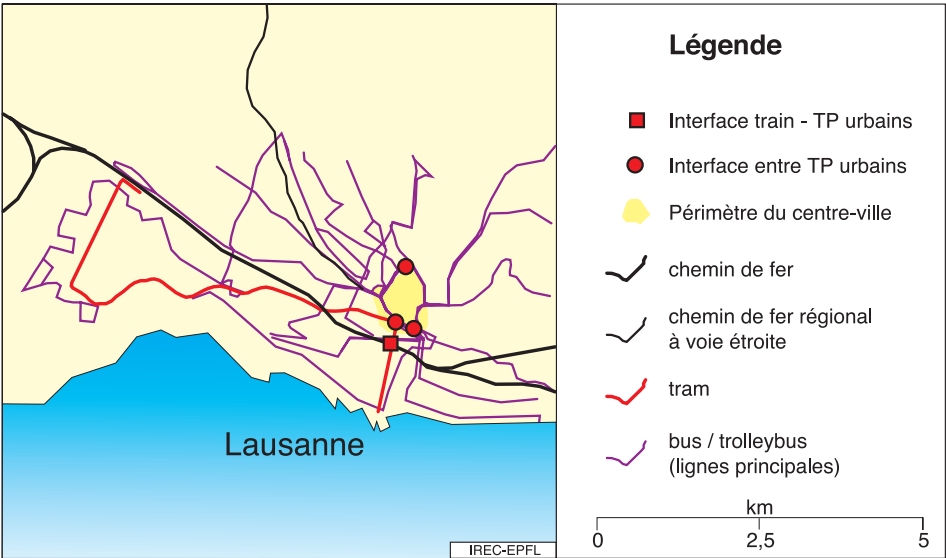 Légende
Interface train - TP urbains
Interface entre TP urbains
Périmètre du centre-ville
chemin de fer
chemin de fer régional
à voie étroite
tram
bus / trolleybus
(lignes principales)
km
0 2,5 5
Lausanne
IREC-EPFL